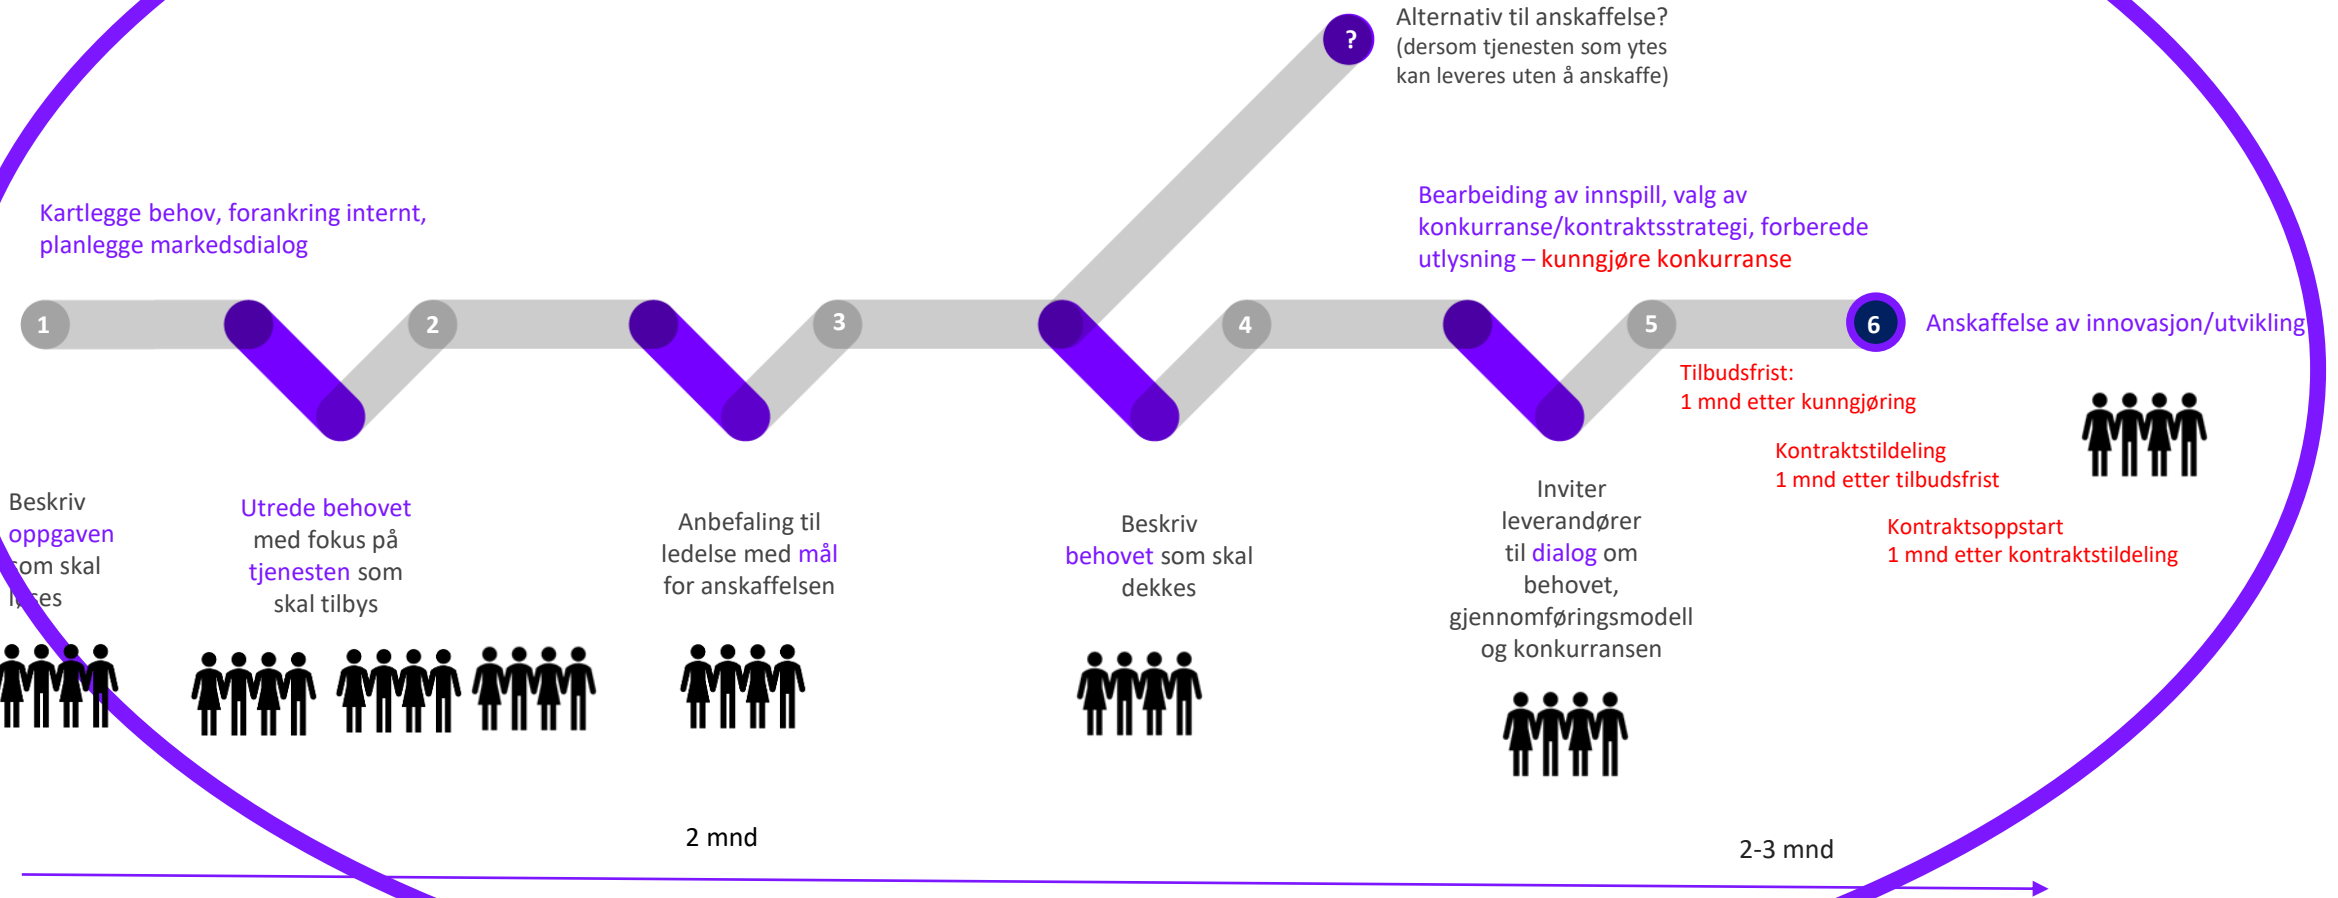 ?
Alternativ til anskaffelse?
(dersom tjenesten som ytes
kan leveres uten å anskaffe)
Kartlegge behov, forankring internt,
planlegge markedsdialog
Bearbeiding av innspill, valg av
konkurranse/kontraktsstrategi, forberede
utlysning – kunngjøre konkurranse
1
2
3
4
5
6
Anskaffelse av innovasjon/utvikling
Tilbudsfrist:
1 mnd etter kunngjøring
Kontraktstildeling
1 mnd etter tilbudsfrist
Kontraktsoppstart
1 mnd etter kontraktstildeling
Beskriv
oppgaven
som skal
løses
Utrede behovet
med fokus på
tjenesten som
skal tilbys
Anbefaling til
ledelse med mål
for anskaffelsen
Beskriv
behovet som skal
dekkes
Inviter
leverandører
til dialog om
behovet,
gjennomføringsmodell
og konkurransen
2 mnd
2-3 mnd